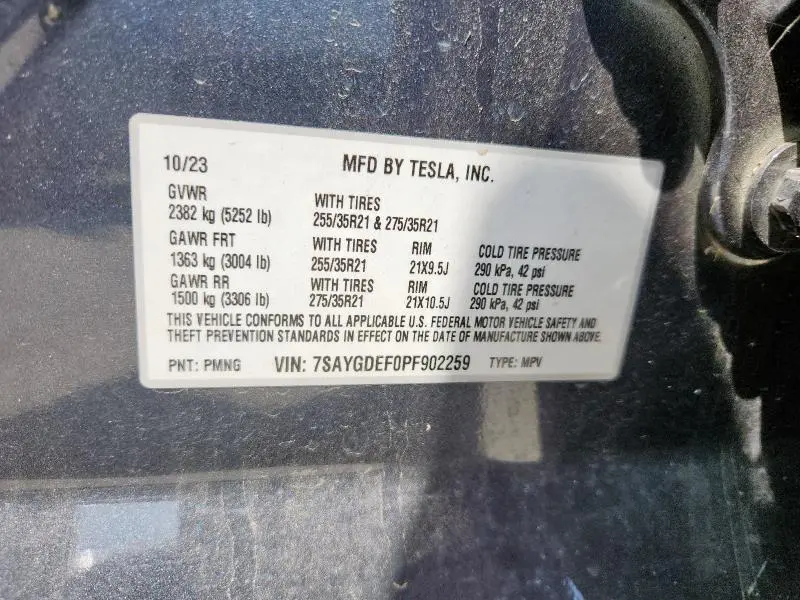 10/23 MFD BY TESLA, INC.
GVWR
2382 kg (5252 lb) WITH TIRES
255/35R21 & 275/35R21
GAWR FRT WITH TIRES RIM COLD TIRE PRESSURE
1363 kg (3004 lb) 255/35R21 21X9.5J 290 kPa, 42 psi
GAWR RR WITH TIRES RIM COLD TIRE PRESSURE
1500 kg (3306 lb) 275/35R21 21X10.5J 290 kPa, 42 psi
THIS VEHICLE CONFORMS TO ALL APPLICABLE U.S. FEDERAL MOTOR VEHICLE SAFETY AND
THEFT PREVENTION STANDARDS IN EFFECT ON THE DATE OF MANUFACTURE SHOWN ABOVE.
PNT: PMNG VIN: 7SAYGDEF0PF902259 TYPE: MPV